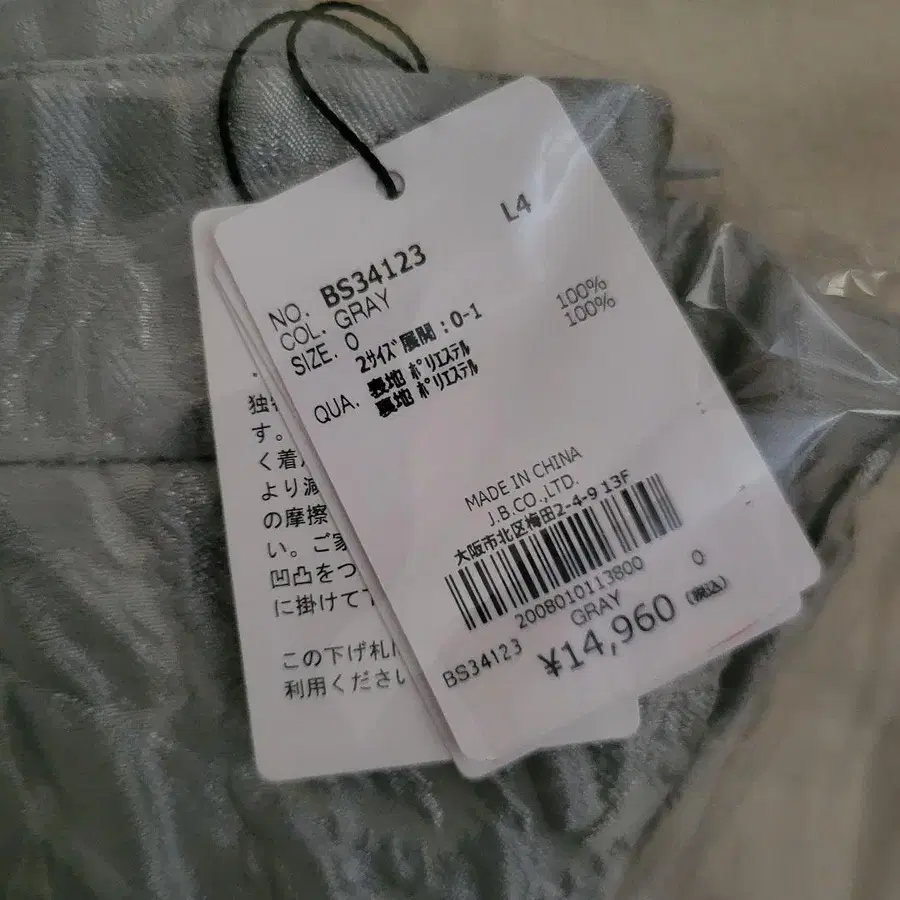 L4
NO. BS34123
COL. GRAY
SIZE. 0
2サイズ展開:0-1
QUA. 表地 ポリエステル 100%
裏地 ポリエステル 100%
MADE IN CHINA
J.B.CO.,LTD.
大阪市北区梅田2-4-9 13F
2008010113800
BS34123 GRAY 0
¥14,960 (税込)
す。
く着
より減
の摩擦
い。ご家
凹凸をつ
に掛けて
この下げ札
利用ください